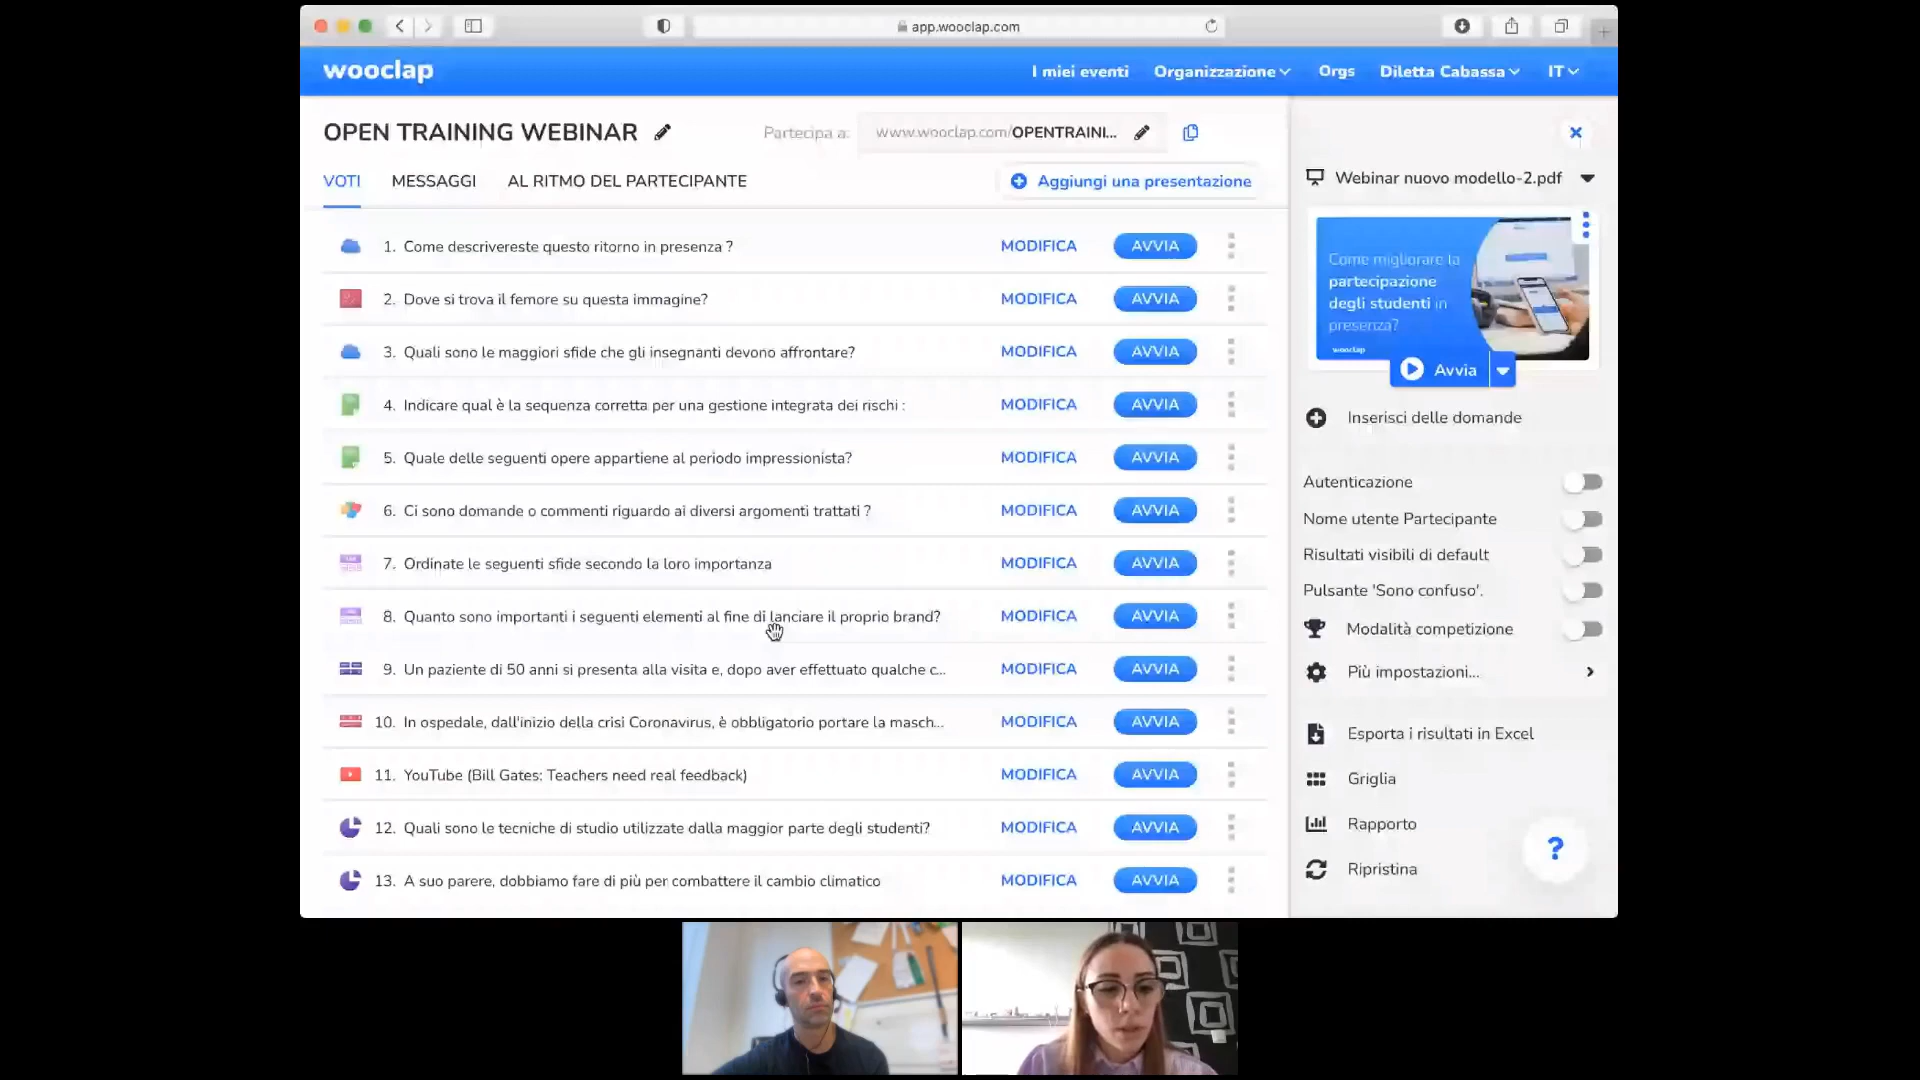 app.wooclap.com
wooclap
I miei eventi Organizzazione Orgs Diletta Cabassa IT
OPEN TRAINING WEBINAR
Partecipa a: www.wooclap.com/OPENTRAINI...
VOTI MESSAGGI AL RITMO DEL PARTECIPANTE
Aggiungi una presentazione
1. Come descrivereste questo ritorno in presenza ? MODIFICA AVVIA
2. Dove si trova il femore su questa immagine? MODIFICA AVVIA
3. Quali sono le maggiori sfide che gli insegnanti devono affrontare? MODIFICA AVVIA
4. Indicare qual è la sequenza corretta per una gestione integrata dei rischi : MODIFICA AVVIA
5. Quale delle seguenti opere appartiene al periodo impressionista? MODIFICA AVVIA
6. Ci sono domande o commenti riguardo ai diversi argomenti trattati ? MODIFICA AVVIA
7. Ordinate le seguenti sfide secondo la loro importanza MODIFICA AVVIA
8. Quanto sono importanti i seguenti elementi al fine di lanciare il proprio brand? MODIFICA AVVIA
9. Un paziente di 50 anni si presenta alla visita e, dopo aver effettuato qualche c... MODIFICA AVVIA
10. In ospedale, dall'inizio della crisi Coronavirus, è obbligatorio portare la masch... MODIFICA AVVIA
11. YouTube (Bill Gates: Teachers need real feedback) MODIFICA AVVIA
12. Quali sono le tecniche di studio utilizzate dalla maggior parte degli studenti? MODIFICA AVVIA
13. A suo parere, dobbiamo fare di più per combattere il cambio climatico MODIFICA AVVIA
Webinar nuovo modello-2.pdf
Come migliorare la
partecipazione
degli studenti in
presenza?
wooclap
Avvia
Inserisci delle domande
Autenticazione
Nome utente Partecipante
Risultati visibili di default
Pulsante 'Sono confuso'.
Modalità competizione
Più impostazioni...
Esporta i risultati in Excel
Griglia
Rapporto
Ripristina
?